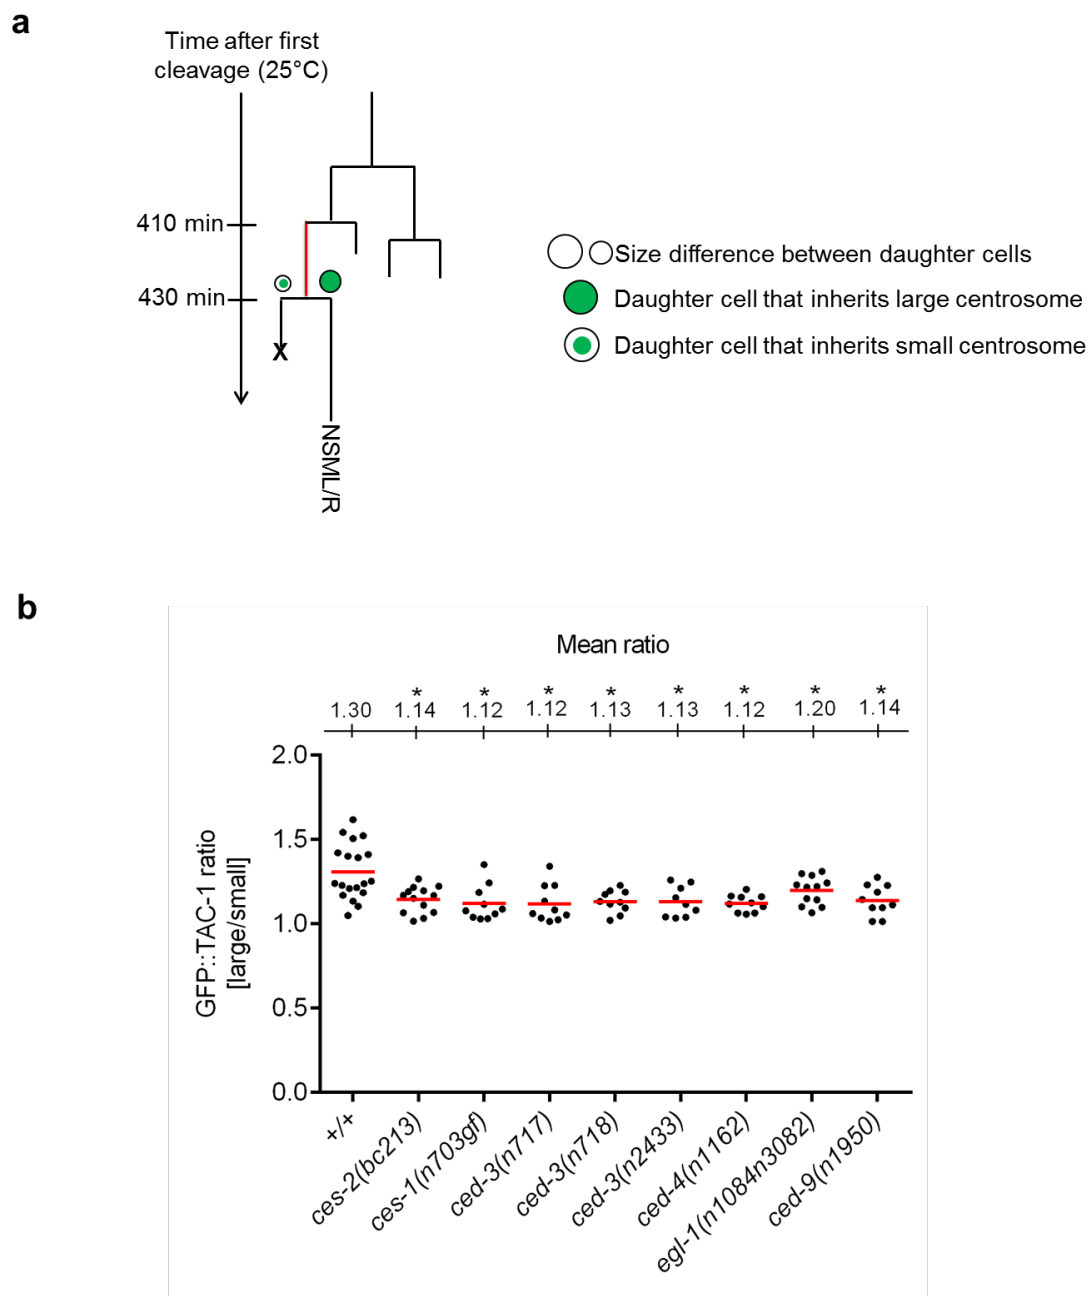 a
Time after first
cleavage (25°C)
410 min
430 min
X
NSML/R
Size difference between daughter cells
Daughter cell that inherits large centrosome
Daughter cell that inherits small centrosome
b
Mean ratio
* * * * * * * *
1.30 1.14 1.12 1.12 1.13 1.13 1.12 1.20 1.14
GFP::TAC-1 ratio
[large/small]
2.0
1.5
1.0
0.5
0.0
+/+
ces-2(bc213)
ces-1(n703gf)
ced-3(n717)
ced-3(n718)
ced-3(n2433)
ced-4(n1162)
egl-1(n1084n3082)
ced-9(n1950)